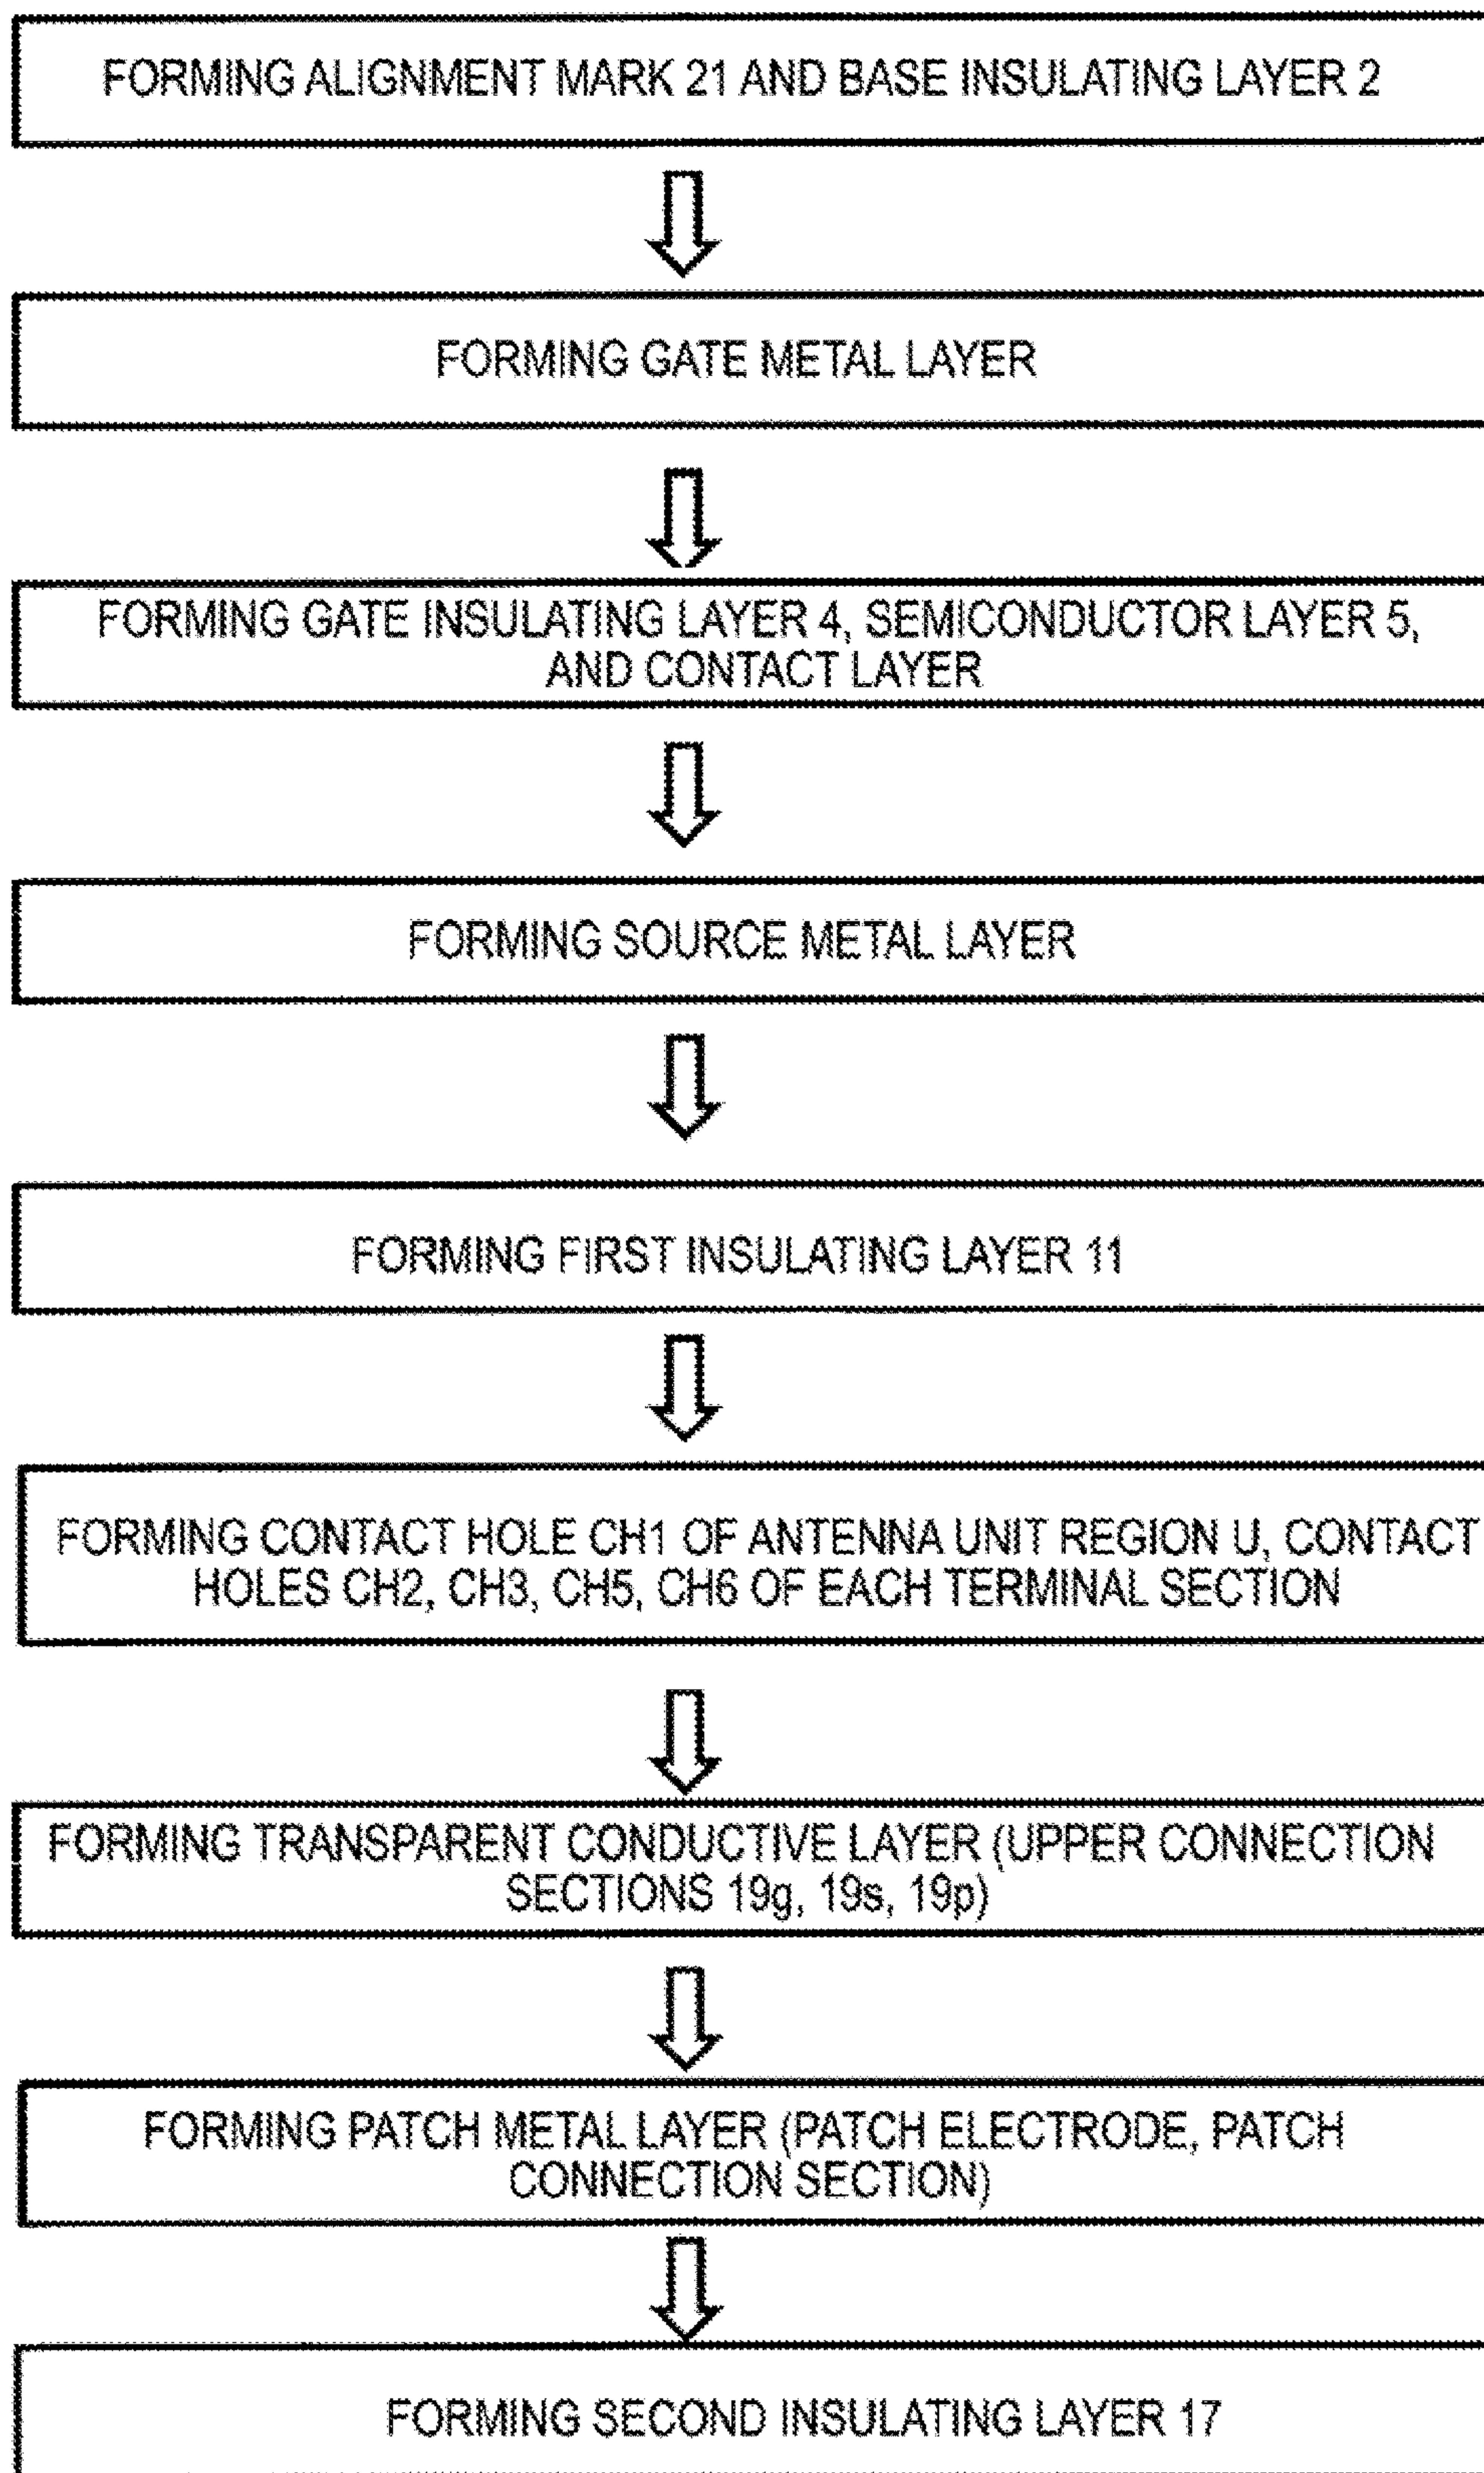 FORMING ALIGNMENT MARK 21 AND BASE INSULATING LAYER 2
FORMING GATE METAL LAYER
FORMING GATE INSULATING LAYER 4, SEMICONDUCTOR LAYER 5,
AND CONTACT LAYER
FORMING SOURCE METAL LAYER
FORMING FIRST INSULATING LAYER 11
FORMING CONTACT HOLE CH1 OF ANTENNA UNIT REGION U, CONTACT
HOLES CH2, CH3, CH5, CH6 OF EACH TERMINAL SECTION
FORMING TRANSPARENT CONDUCTIVE LAYER (UPPER CONNECTION
SECTIONS 19g, 19s, 19p)
FORMING PATCH METAL LAYER (PATCH ELECTRODE, PATCH
CONNECTION SECTION)
FORMING SECOND INSULATING LAYER 17